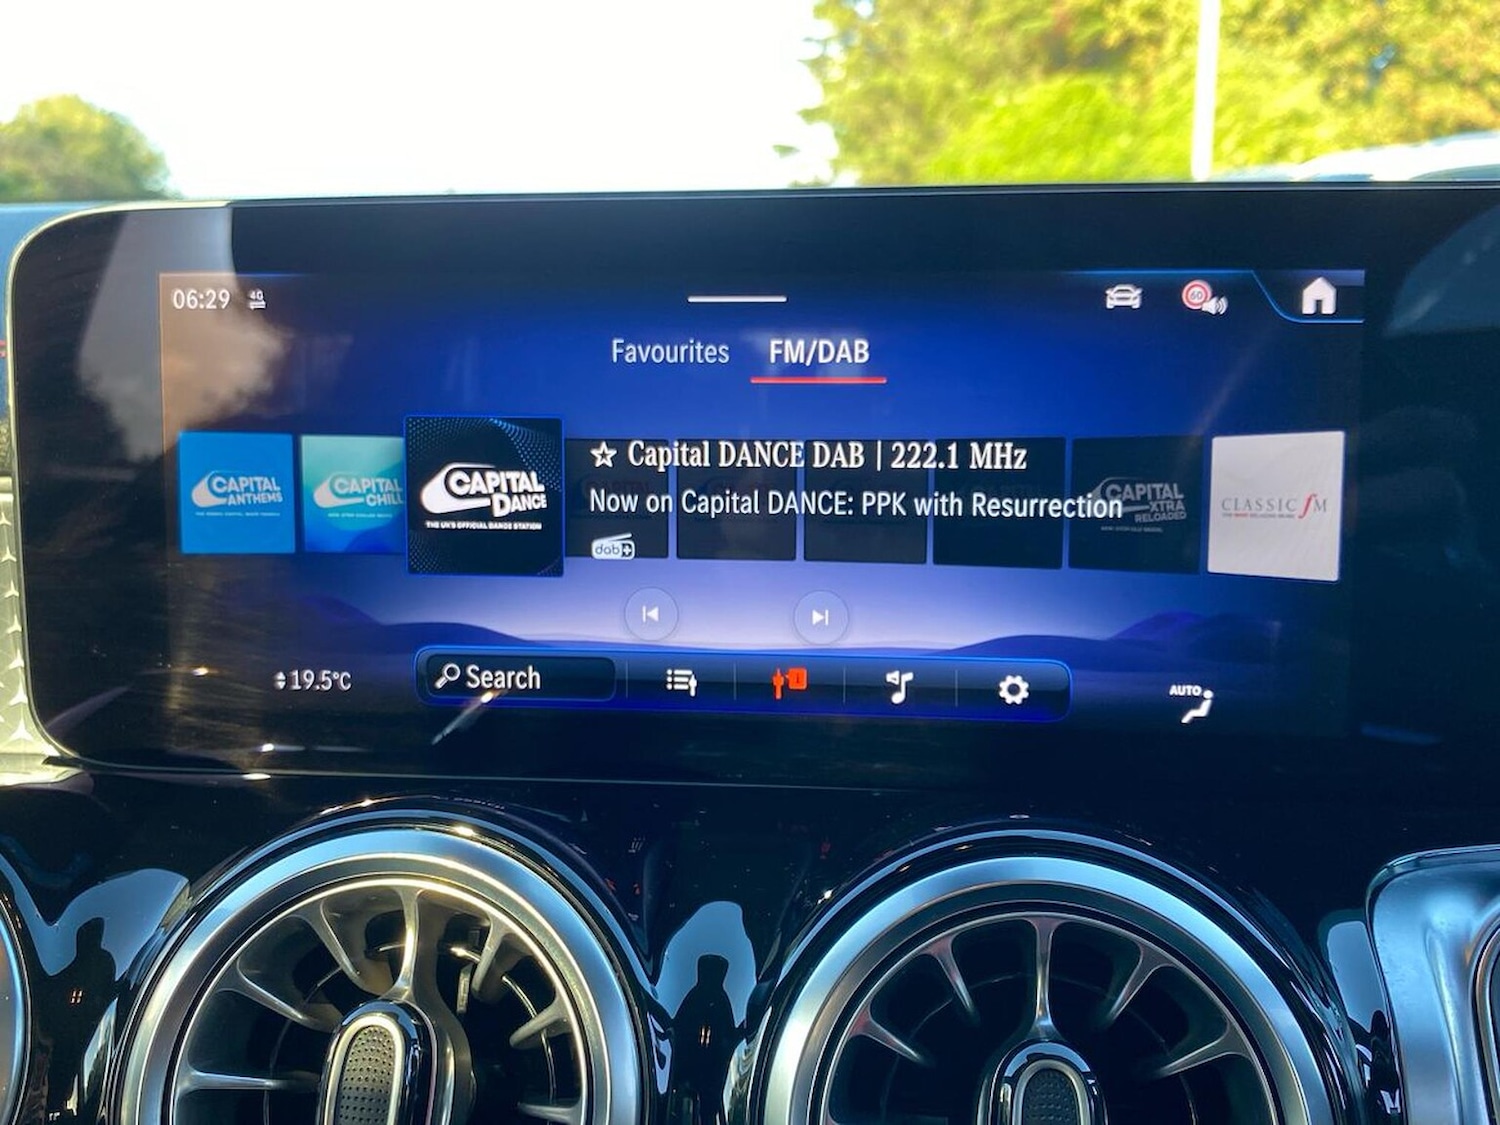 06:29
40
60
Favourites FM/DAB
CAPITAL ANTHEMS
CAPITAL CHILL
CAPITAL DANCE
THE UK'S OFFICIAL DANCE STATION
☆ Capital DANCE DAB | 222.1 MHz
Now on Capital DANCE: PPK with Resurrection
dab+
CAPITAL XTRA RELOADED
CLASSIC fM
19.5°C
Search
AUTO